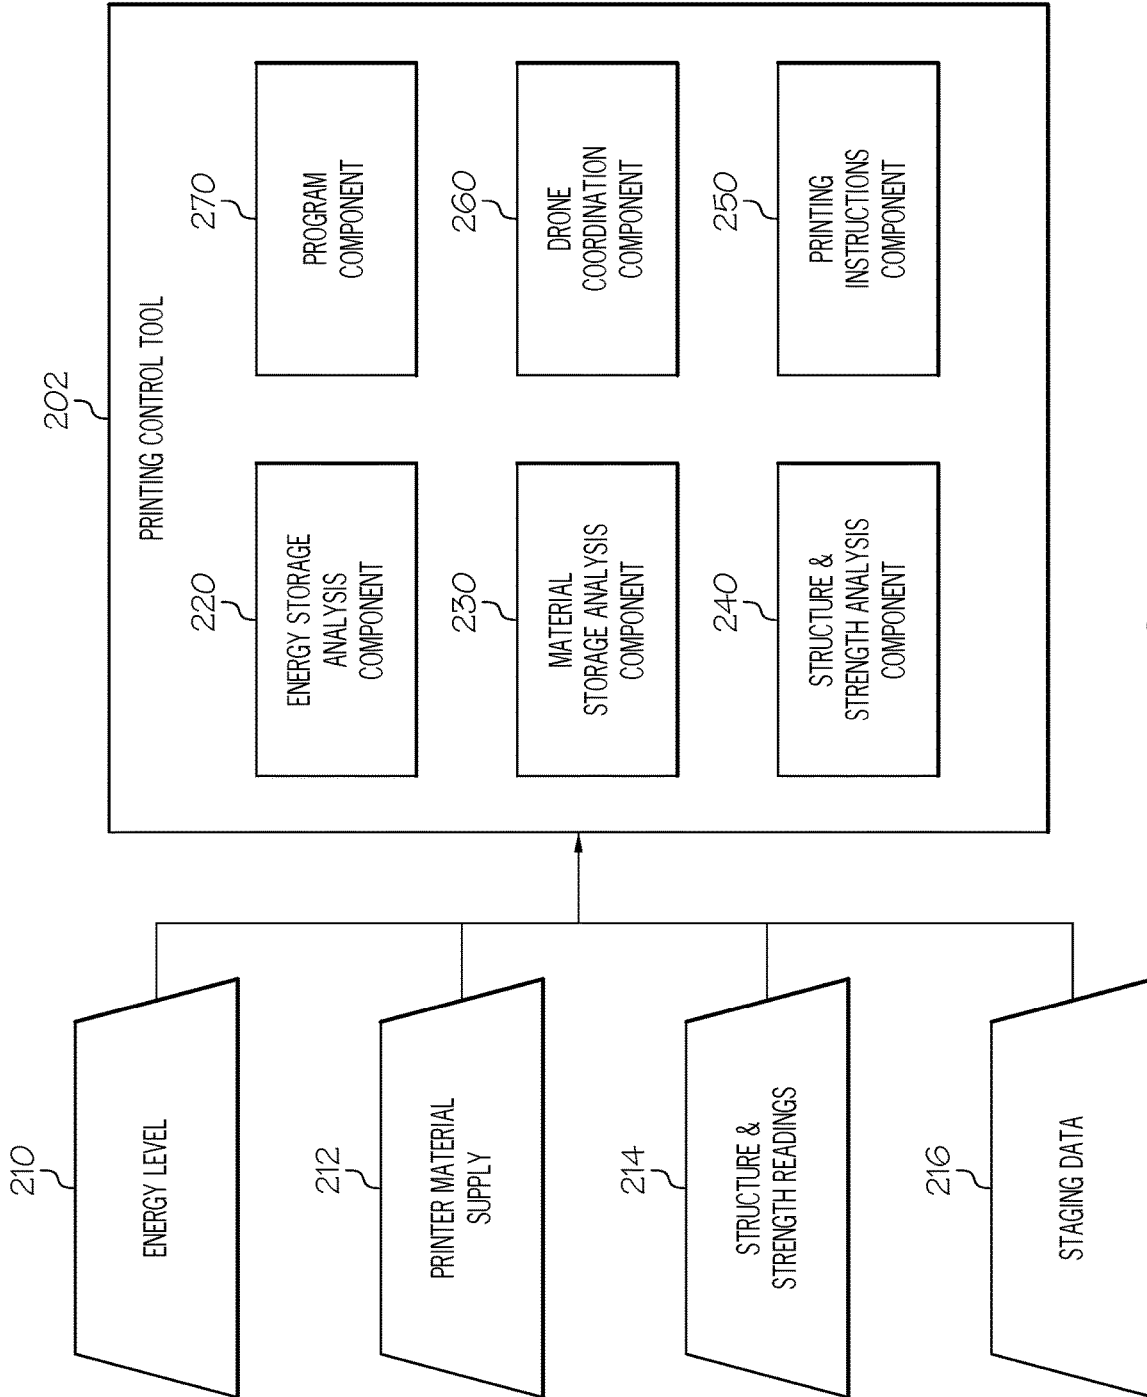 210
ENERGY LEVEL
212
PRINTER MATERIAL
SUPPLY
214
STRUCTURE &
STRENGTH READINGS
216
STAGING DATA
202
PRINTING CONTROL TOOL
220
ENERGY STORAGE
ANALYSIS
COMPONENT
230
MATERIAL
STORAGE ANALYSIS
COMPONENT
240
STRUCTURE &
STRENGTH ANALYSIS
COMPONENT
270
PROGRAM
COMPONENT
260
DRONE
COORDINATION
COMPONENT
250
PRINTING
INSTRUCTIONS
COMPONENT